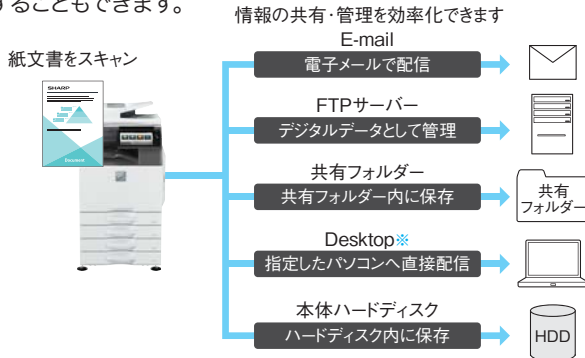 することもできます。
情報の共有・管理を効率化できます
紙文書をスキャン
SHARP
Document
E-mail
電子メールで配信
FTPサーバー
デジタルデータとして管理
共有フォルダー
共有フォルダー内に保存
共有
フォルダー
Desktop※
指定したパソコンへ直接配信
本体ハードディスク
ハードディスク内に保存
HDD